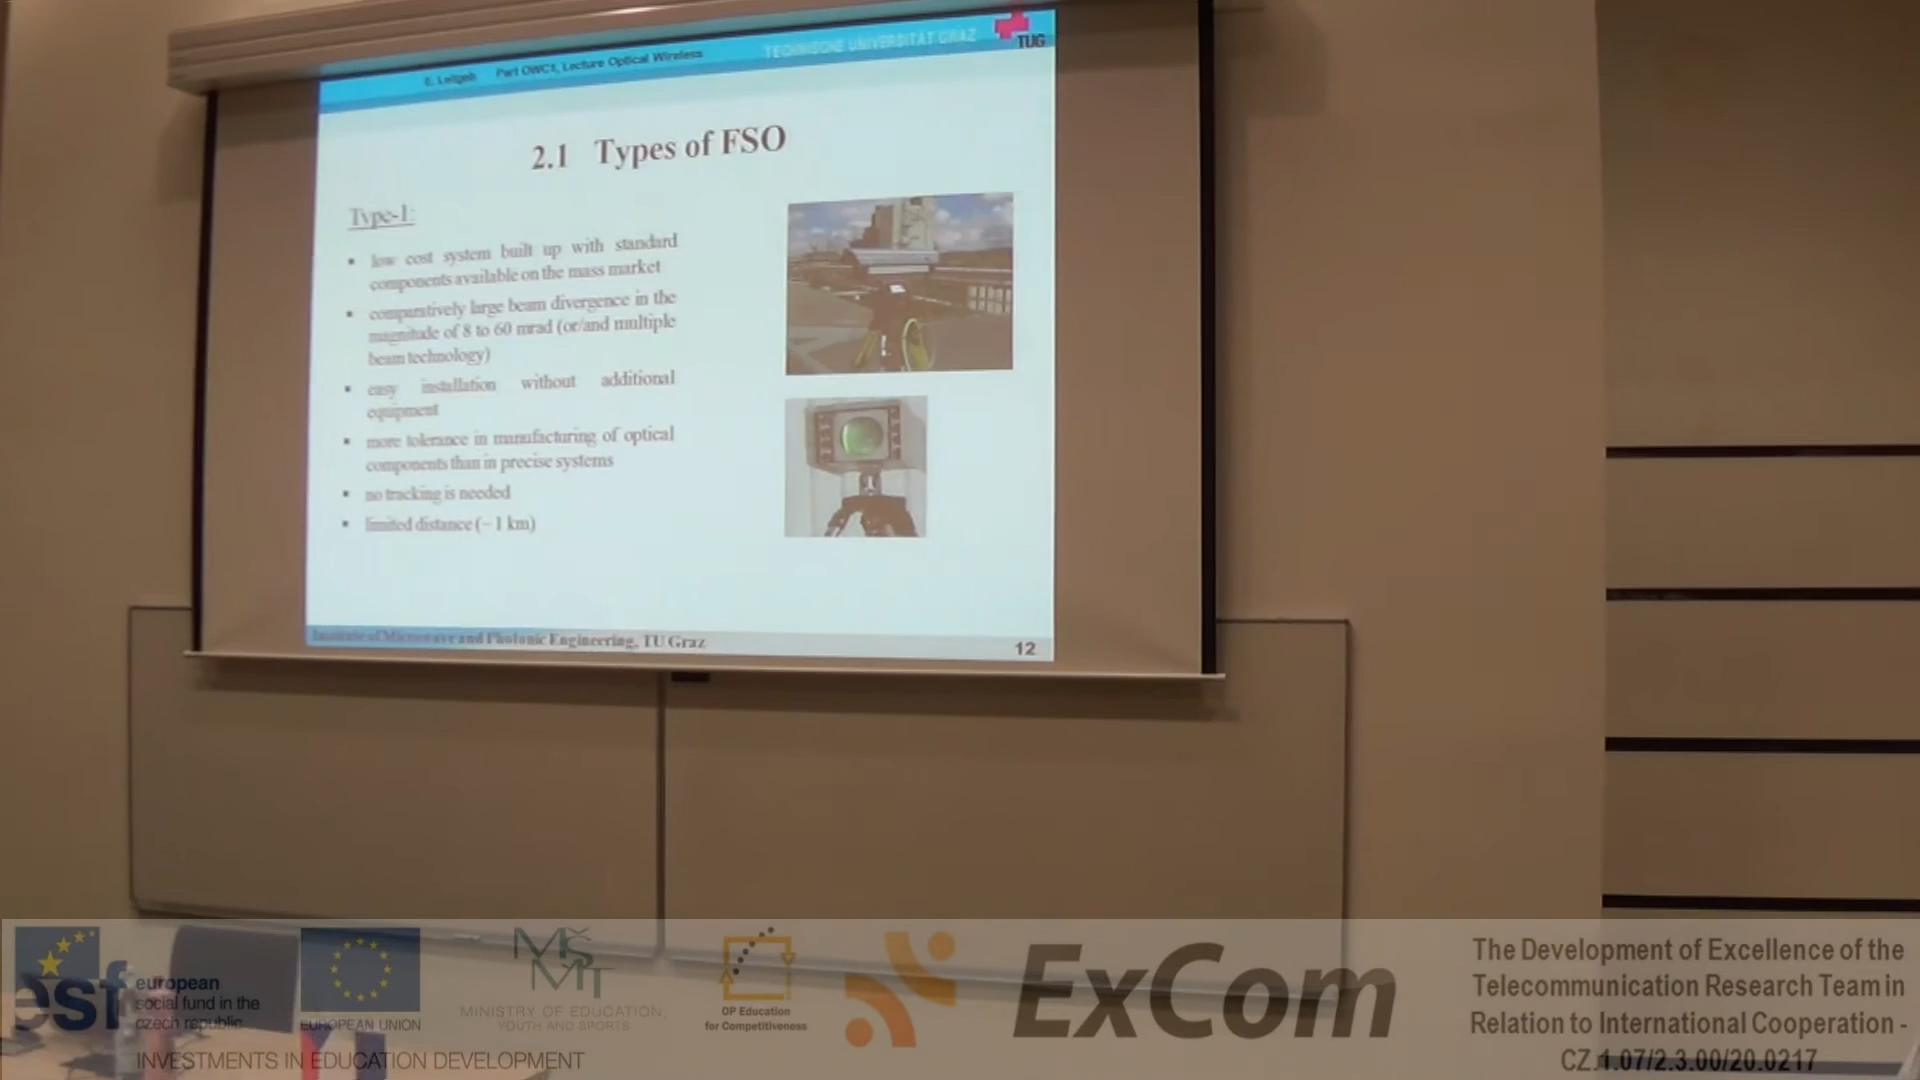 E. Leitgeb Part OWC1, Lecture Optical Wireless
TECHNISCHE UNIVERSITÄT GRAZ
TUG
2.1 Types of FSO
Type-1:
▪ low cost system built up with standard
components available on the mass market
▪ comparatively large beam divergence in the
magnitude of 8 to 60 mrad (or/and multiple
beam technology)
▪ easy installation without additional
equipment
▪ more tolerance in manufacturing of optical
components than in precise systems
▪ no tracking is needed
▪ limited distance (~ 1 km)
Institute of Microwave and Photonic Engineering, TU Graz
12
esf
european
social fund in the
czech republic
EUROPEAN UNION
MŠ
MT
MINISTRY OF EDUCATION,
YOUTH AND SPORTS
OP Education
for Competitiveness
INVESTMENTS IN EDUCATION DEVELOPMENT
ExCom
The Development of Excellence of the
Telecommunication Research Team in
Relation to International Cooperation -
CZ.1.07/2.3.00/20.0217